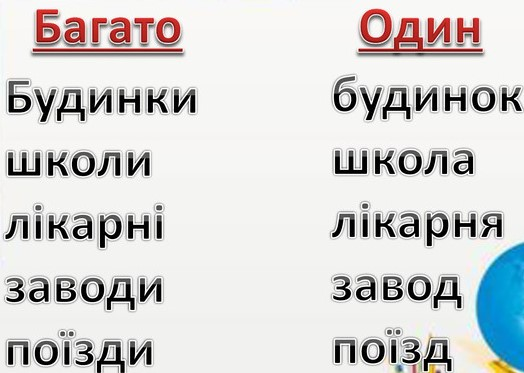 Багато Один
Будинки будинок
школи школа
лікарні лікарня
заводи завод
поїзди поїзд